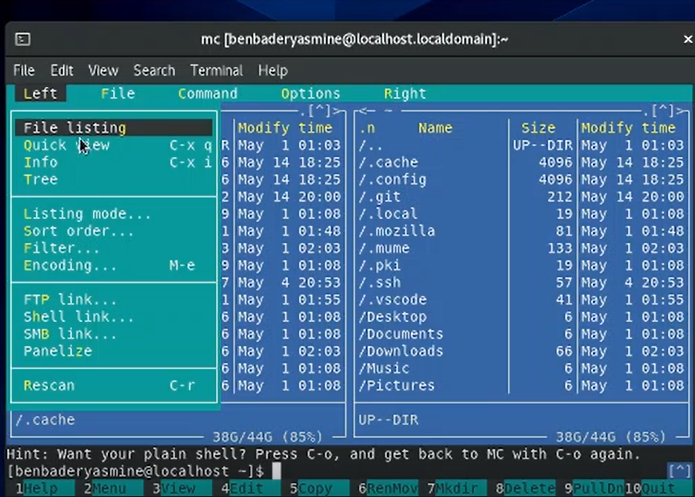 mc [benbaderyasmine@localhost.localdomain]:~
File Edit View Search Terminal Help
Left File Command Options Right
.[^]> <— ~ .[^]>
File listing Modify time .n Name Size Modify time
Quick view C-x q R May 1 01:03 /.. UP--DIR May 1 01:03
Info C-x i 6 May 14 18:25 /.cache 4096 May 14 18:25
Tree 6 May 14 18:25 /.config 4096 May 14 18:25
2 May 14 20:00 /.git 212 May 14 20:00
Listing mode... 9 May 1 01:08 /.local 19 May 1 01:08
Sort order... 1 May 1 01:48 /.mozilla 81 May 1 01:48
Filter... 3 May 1 02:03 /.mume 133 May 1 02:03
Encoding... M-e 9 May 1 01:08 /.pki 19 May 1 01:08
7 May 4 20:53 /.ssh 57 May 4 20:53
FTP link... 1 May 1 01:55 /.vscode 41 May 1 01:55
Shell link... 6 May 1 01:08 /Desktop 6 May 1 01:08
SMB link... 6 May 1 01:08 /Documents 6 May 1 01:08
Panelize 6 May 1 02:03 /Downloads 66 May 1 02:03
6 May 1 01:08 /Music 6 May 1 01:08
Rescan C-r 6 May 1 01:08 /Pictures 6 May 1 01:08
/.cache UP--DIR
38G/44G (85%) 38G/44G (85%)
Hint: Want your plain shell? Press C-o, and get back to MC with C-o again.
[benbaderyasmine@localhost ~]$ [^]
1Help 2Menu 3View 4Edit 5Copy 6RenMov 7Mkdir 8Delete 9PullDn 10Quit